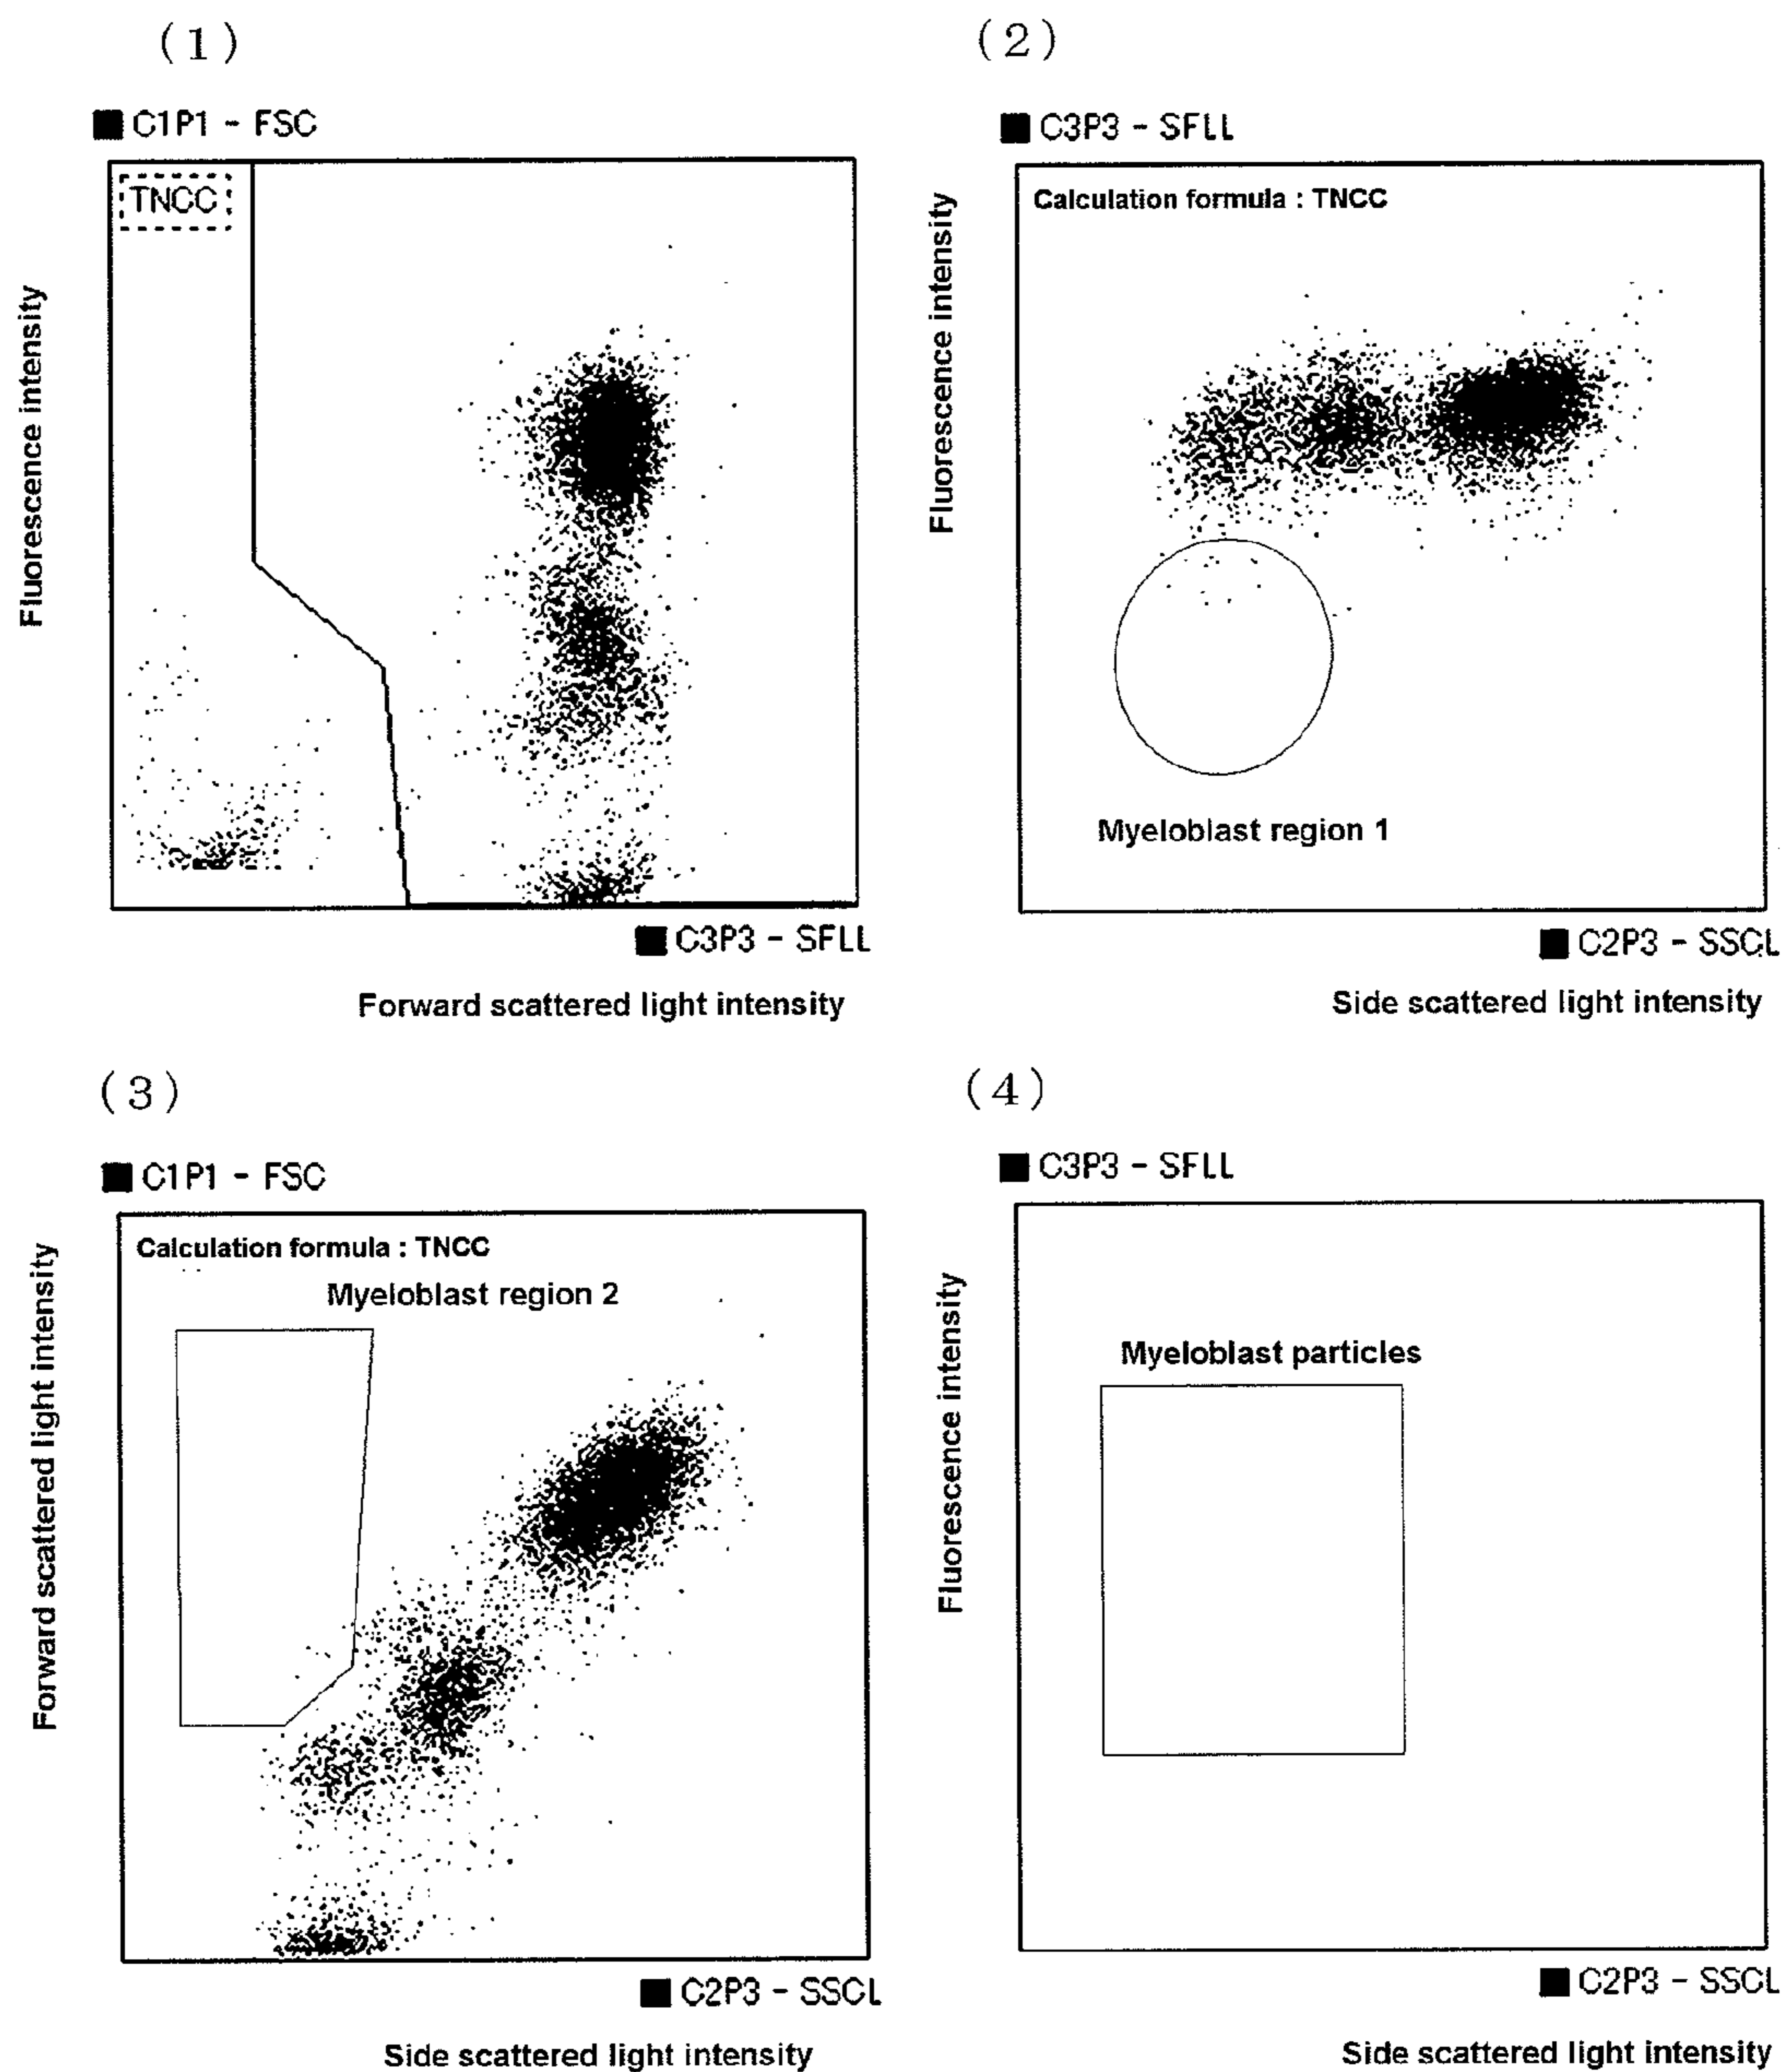 (1)
■ C1P1 - FSC
TNCC
Fluorescence intensity
■ C3P3 - SFLL
Forward scattered light intensity
(2)
■ C3P3 - SFLL
Calculation formula : TNCC
Fluorescence intensity
Myeloblast region 1
■ C2P3 - SSCL
Side scattered light intensity
(3)
■ C1P1 - FSC
Calculation formula : TNCC
Myeloblast region 2
Forward scattered light intensity
■ C2P3 - SSCL
Side scattered light intensity
(4)
■ C3P3 - SFLL
Myeloblast particles
Fluorescence intensity
■ C2P3 - SSCL
Side scattered light intensity